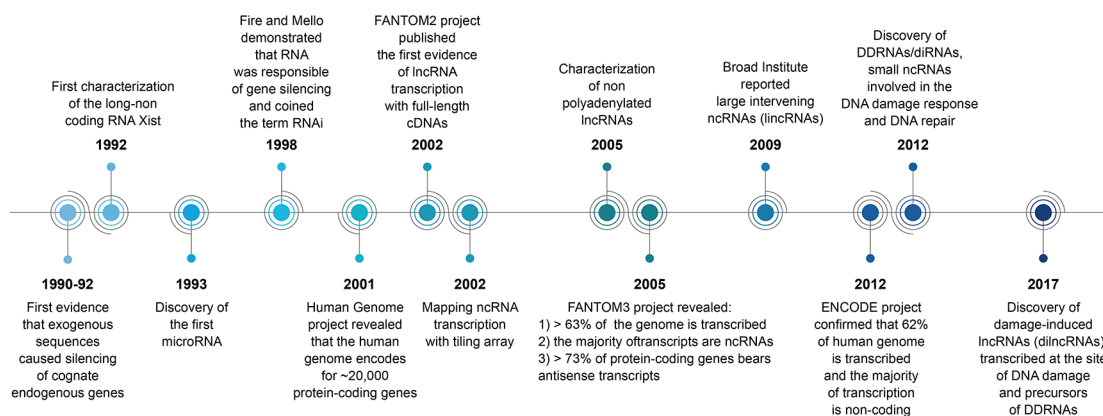 First characterization
of the long-non
coding RNA Xist
1992
Fire and Mello
demonstrated
that RNA
was responsible
of gene silencing
and coined
the term RNAi
1998
FANTOM2 project
published
the first evidence
of lncRNA
transcription
with full-length
cDNAs
2002
Characterization
of non
polyadenylated
lncRNAs
2005
Broad Institute
reported
large intervening
ncRNAs (lincRNAs)
2009
Discovery of
DDRNAs/diRNAs,
small ncRNAs
involved in the
DNA damage response
and DNA repair
2012
1990-92
First evidence
that exogenous
sequences
caused silencing
of cognate
endogenous genes
1993
Discovery of
the first
microRNA
2001
Human Genome
project revealed
that the human
genome encodes
for ~20,000
protein-coding genes
2002
Mapping ncRNA
transcription
with tiling array
2005
FANTOM3 project revealed:
1) > 63% of the genome is transcribed
2) the majority oftranscripts are ncRNAs
3) > 73% of protein-coding genes bears
antisense transcripts
2012
ENCODE project
confirmed that 62%
of human genome
is transcribed
and the majority
of transcription
is non-coding
2017
Discovery of
damage-induced
lncRNAs (dilncRNAs)
transcribed at the site
of DNA damage
and precursors
of DDRNAs